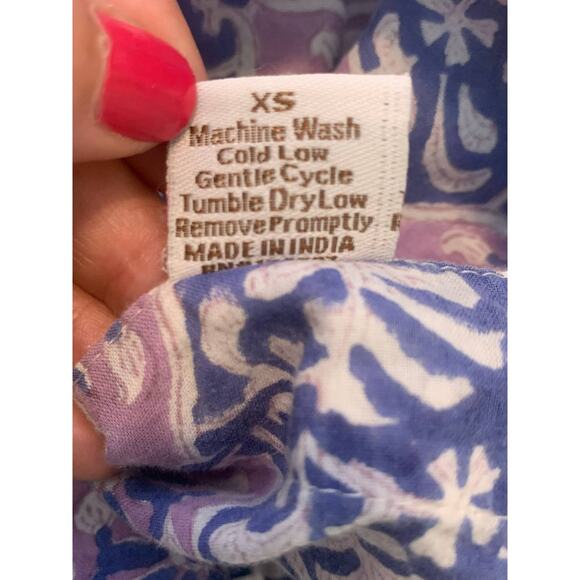 XS
Machine Wash
Cold Low
Gentle Cycle
Tumble Dry Low
Remove Promptly
MADE IN INDIA